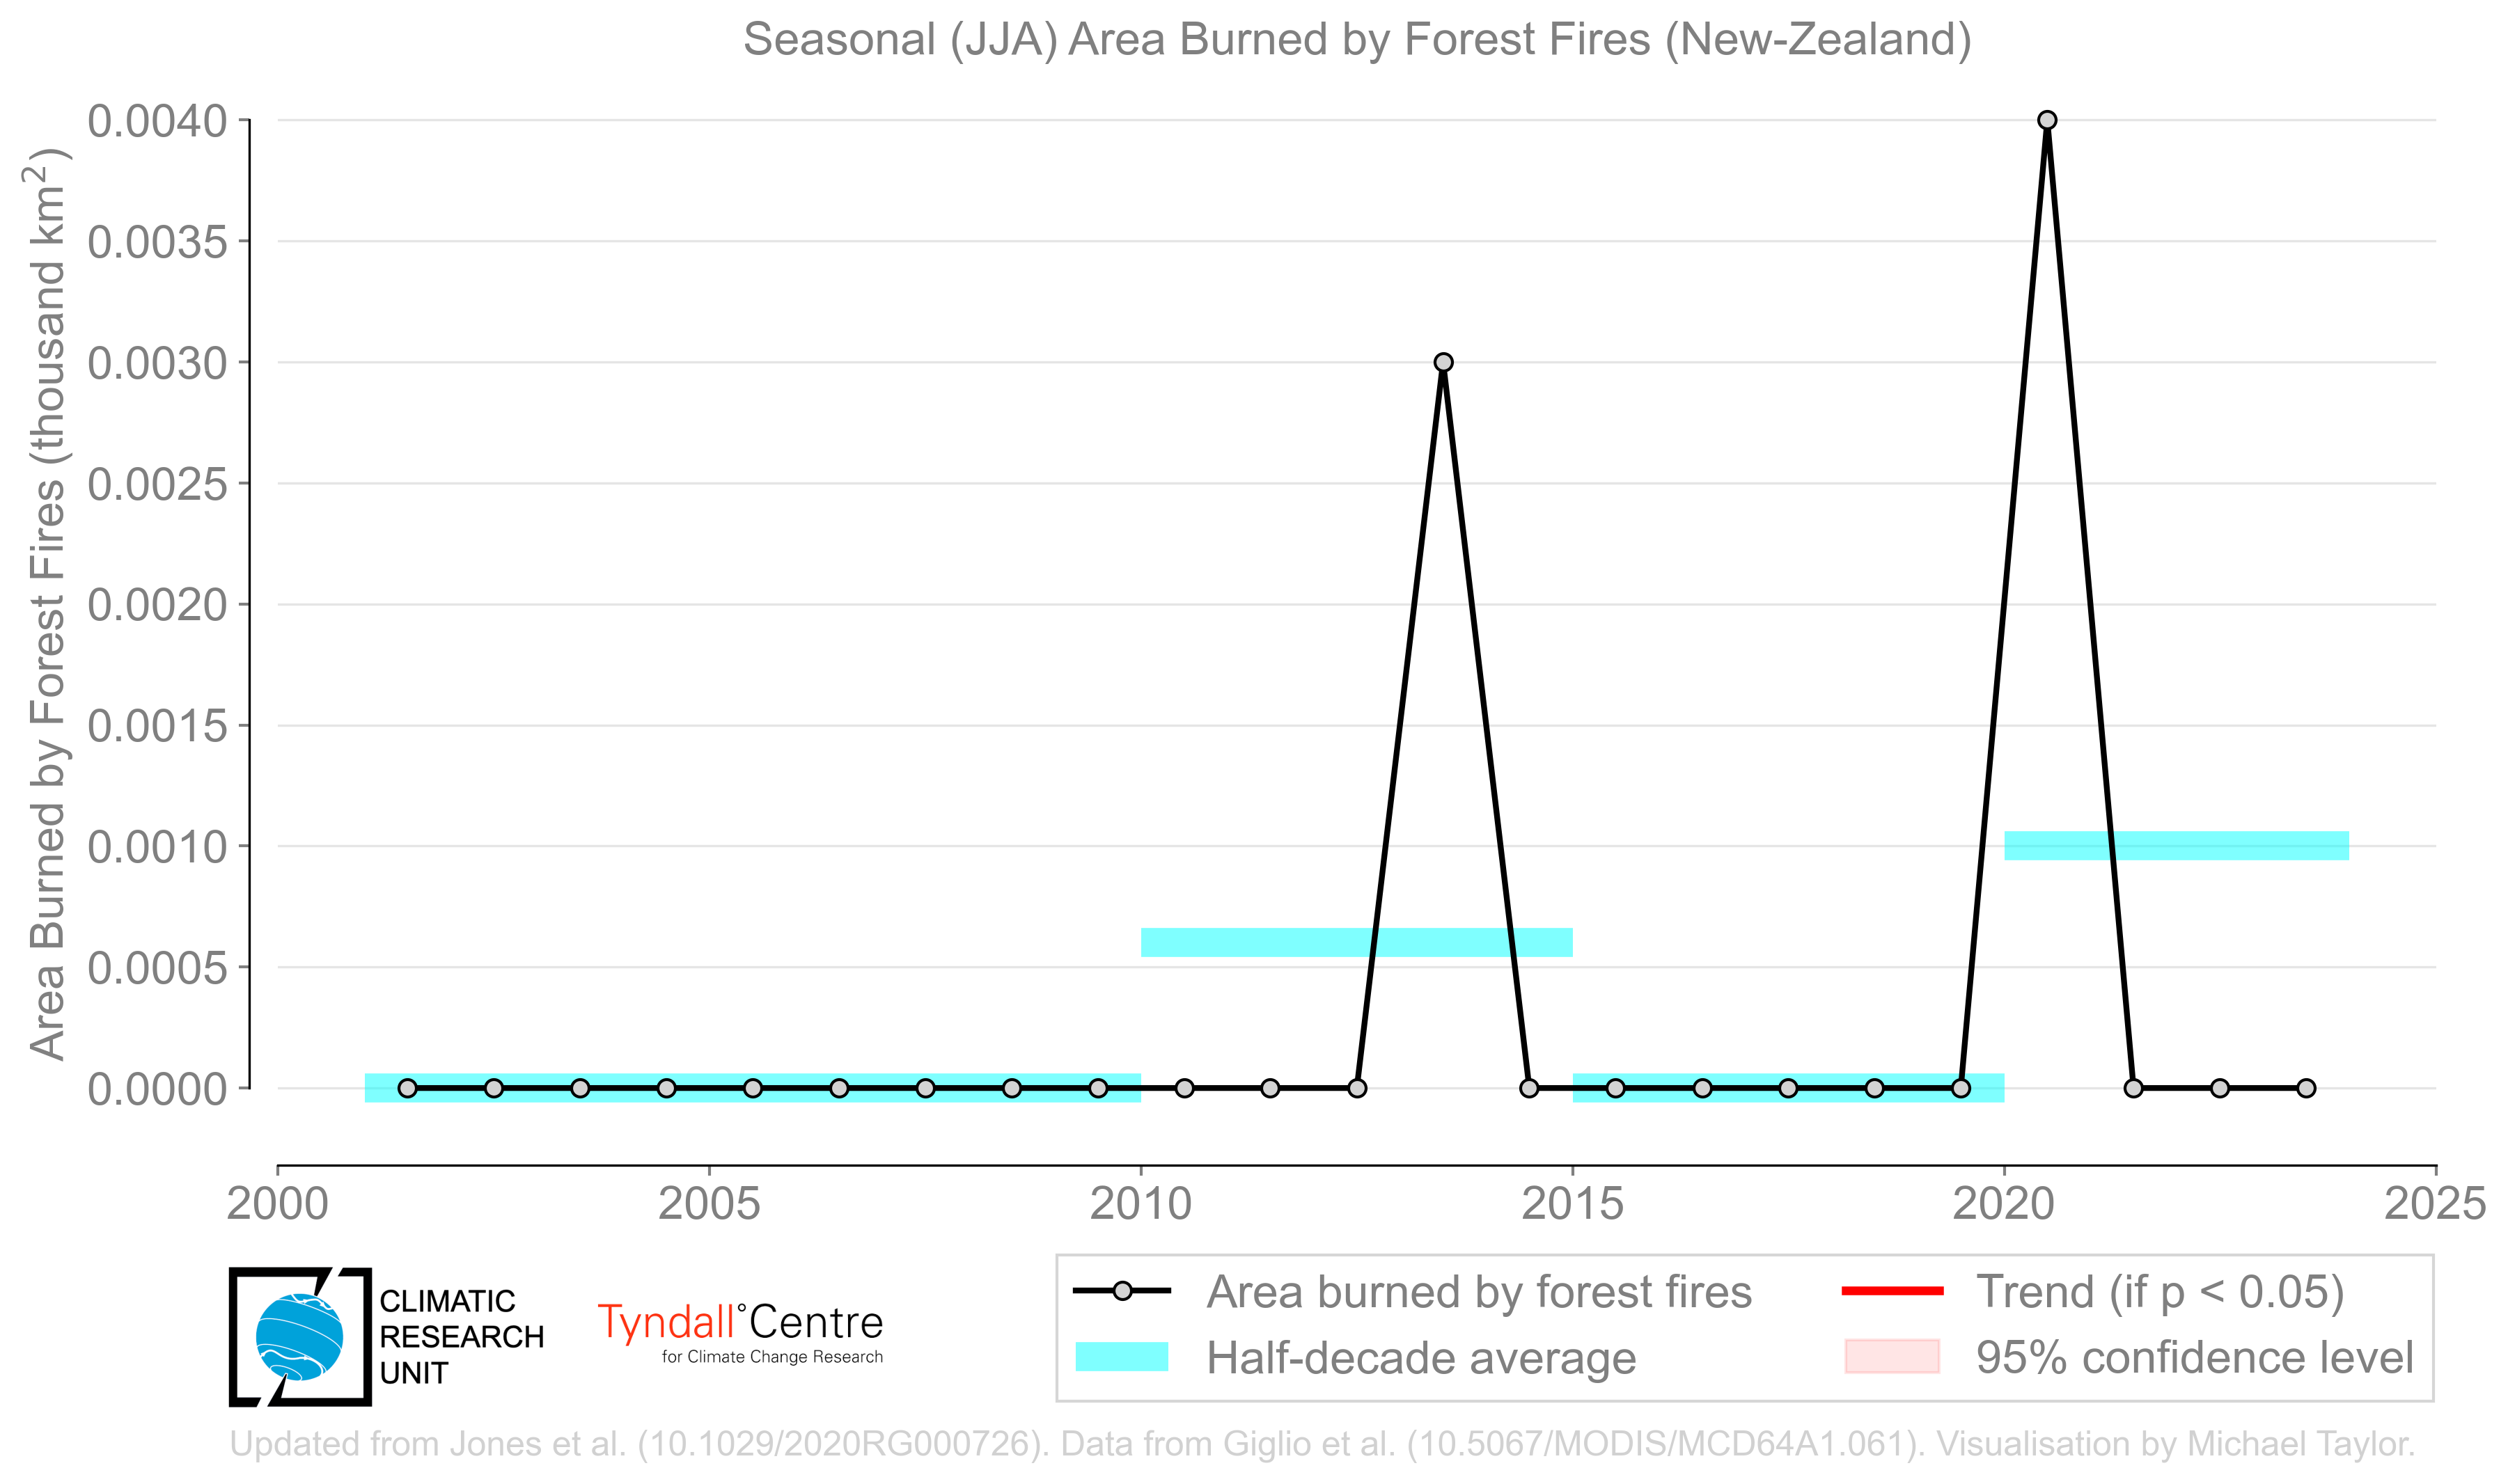 Seasonal (JJA) Area Burned by Forest Fires (New-Zealand)
Area Burned by Forest Fires (thousand km²)
0.0040
0.0035
0.0030
0.0025
0.0020
0.0015
0.0010
0.0005
0.0000
2000 2005 2010 2015 2020 2025
CLIMATIC
RESEARCH
UNIT
Tyndall°Centre
for Climate Change Research
Area burned by forest fires
Half-decade average
Trend (if p < 0.05)
95% confidence level
Updated from Jones et al. (10.1029/2020RG000726). Data from Giglio et al. (10.5067/MODIS/MCD64A1.061). Visualisation by Michael Taylor.